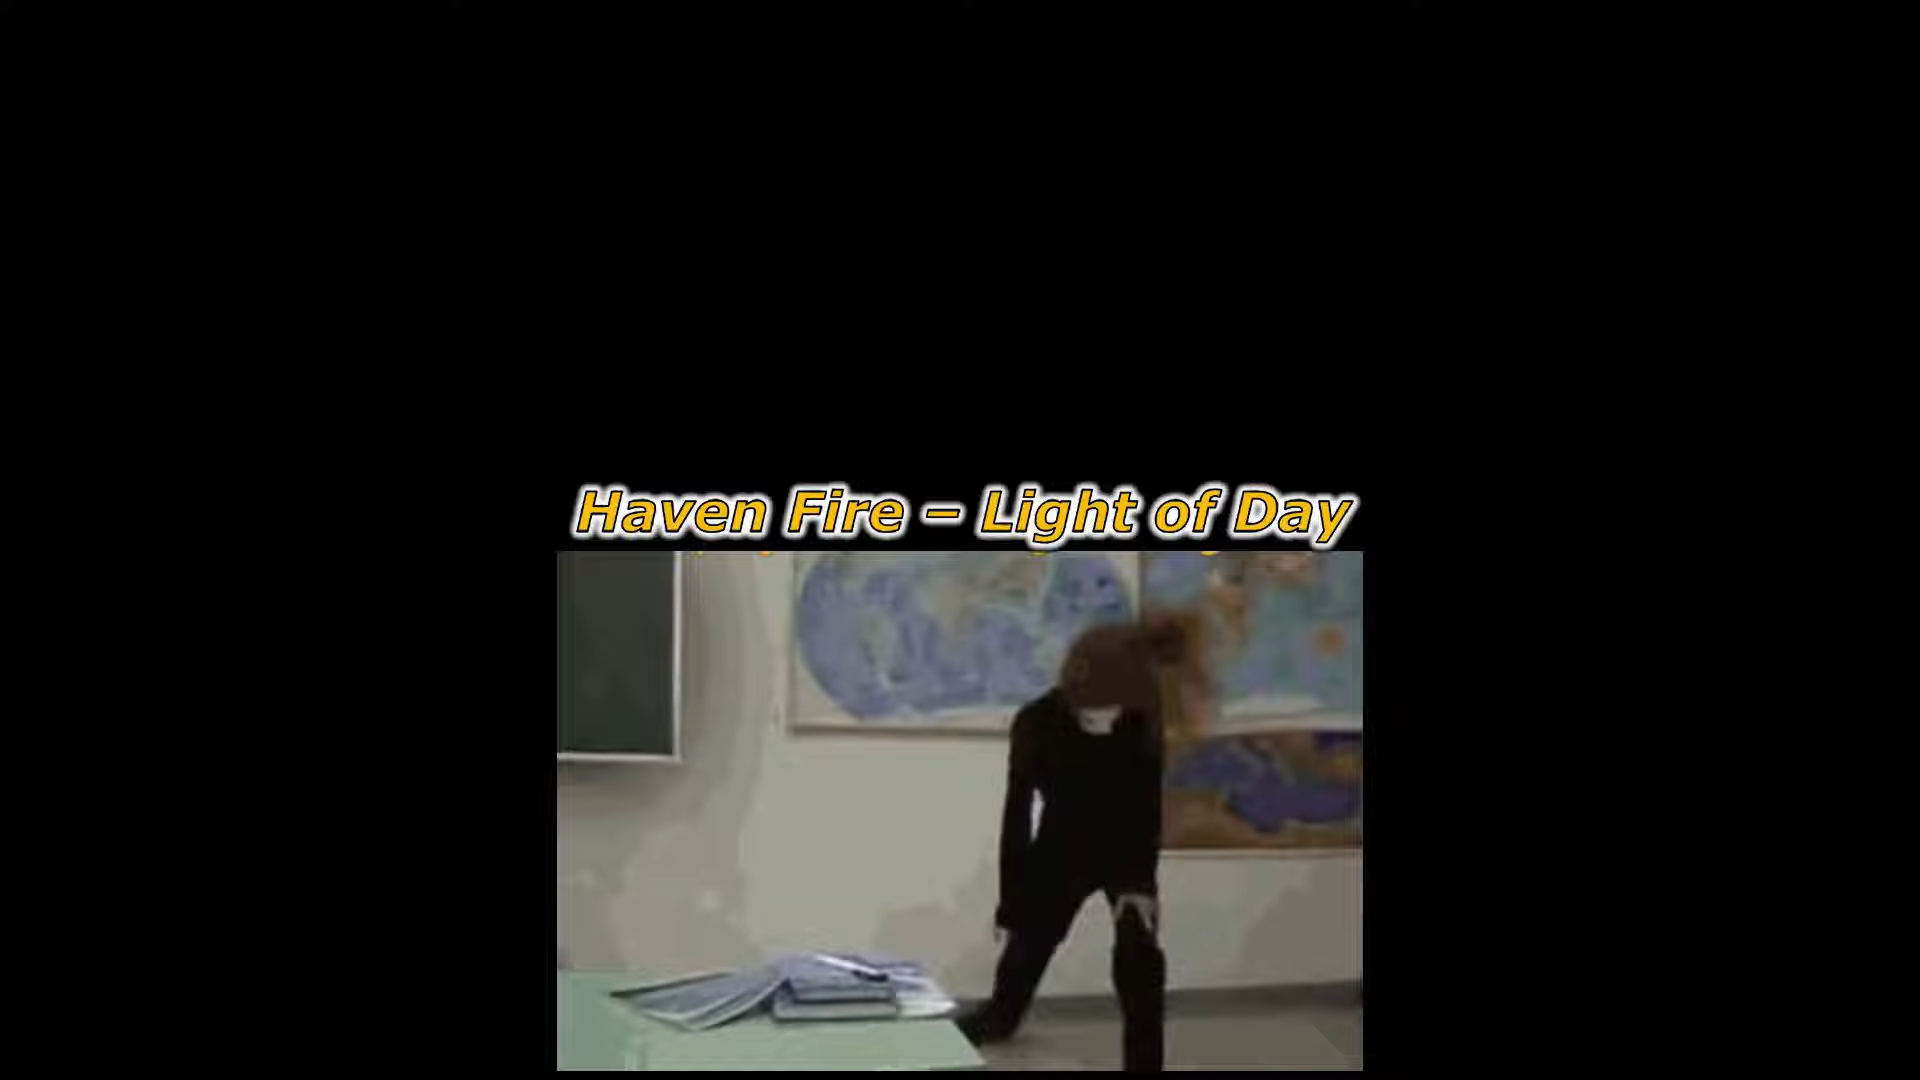 Haven Fire – Light of Day